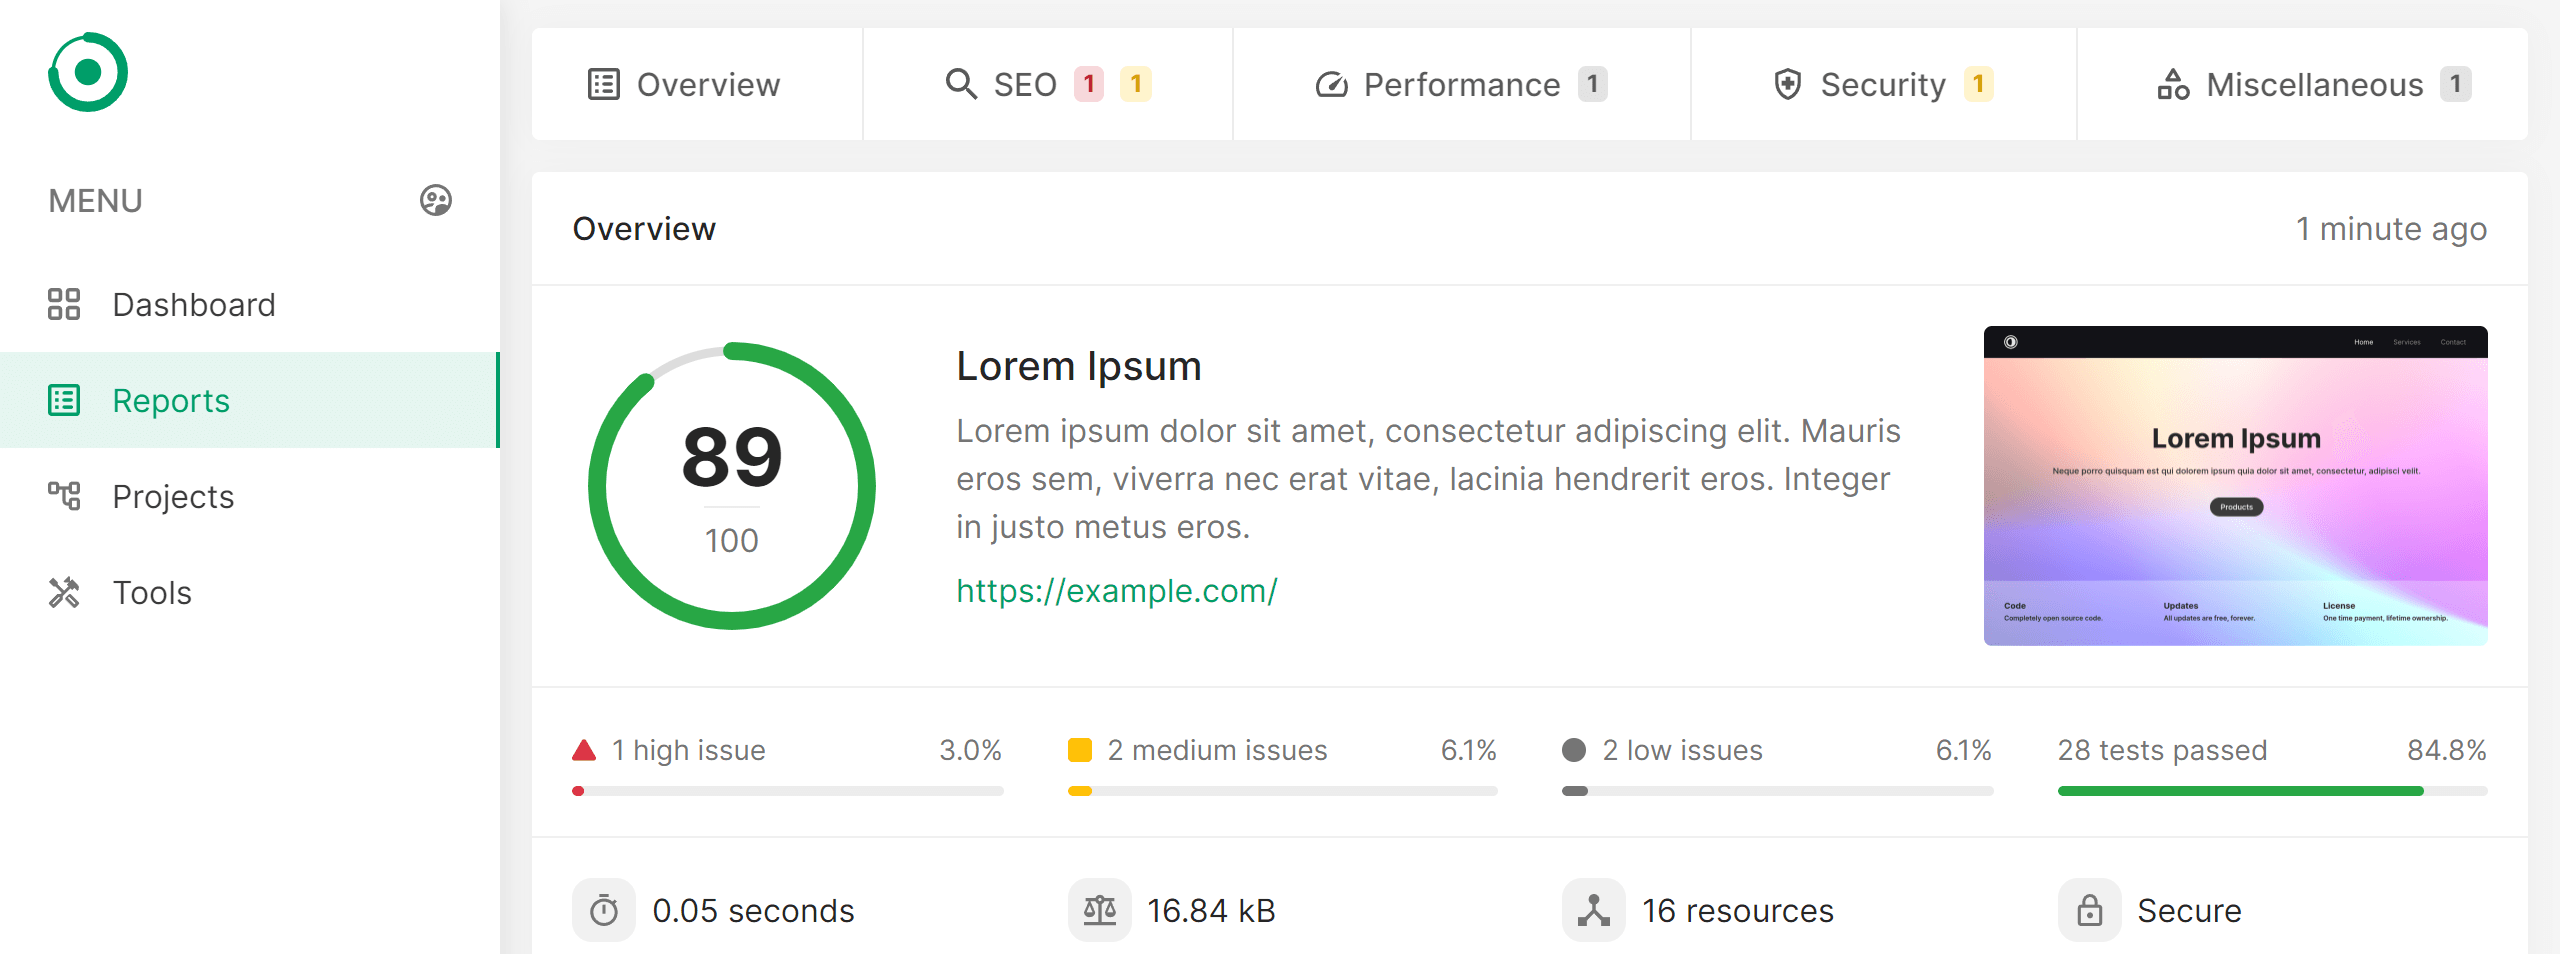 MENU
Dashboard
Reports
Projects
Tools
Overview
SEO 1 1
Performance 1
Security 1
Miscellaneous 1
Overview
1 minute ago
89
100
Lorem Ipsum
Lorem ipsum dolor sit amet, consectetur adipiscing elit. Mauris
eros sem, viverra nec erat vitae, lacinia hendrerit eros. Integer
in justo metus eros.
https://example.com/
Home Services Contact
Lorem Ipsum
Neque porro quisquam est qui dolorem ipsum quia dolor sit amet, consectetur, adipisci velit.
Products
Code
Completely open source code.
Updates
All updates are free, forever.
License
One time payment, lifetime ownership.
1 high issue 3.0%
2 medium issues 6.1%
2 low issues 6.1%
28 tests passed 84.8%
0.05 seconds
16.84 kB
16 resources
Secure